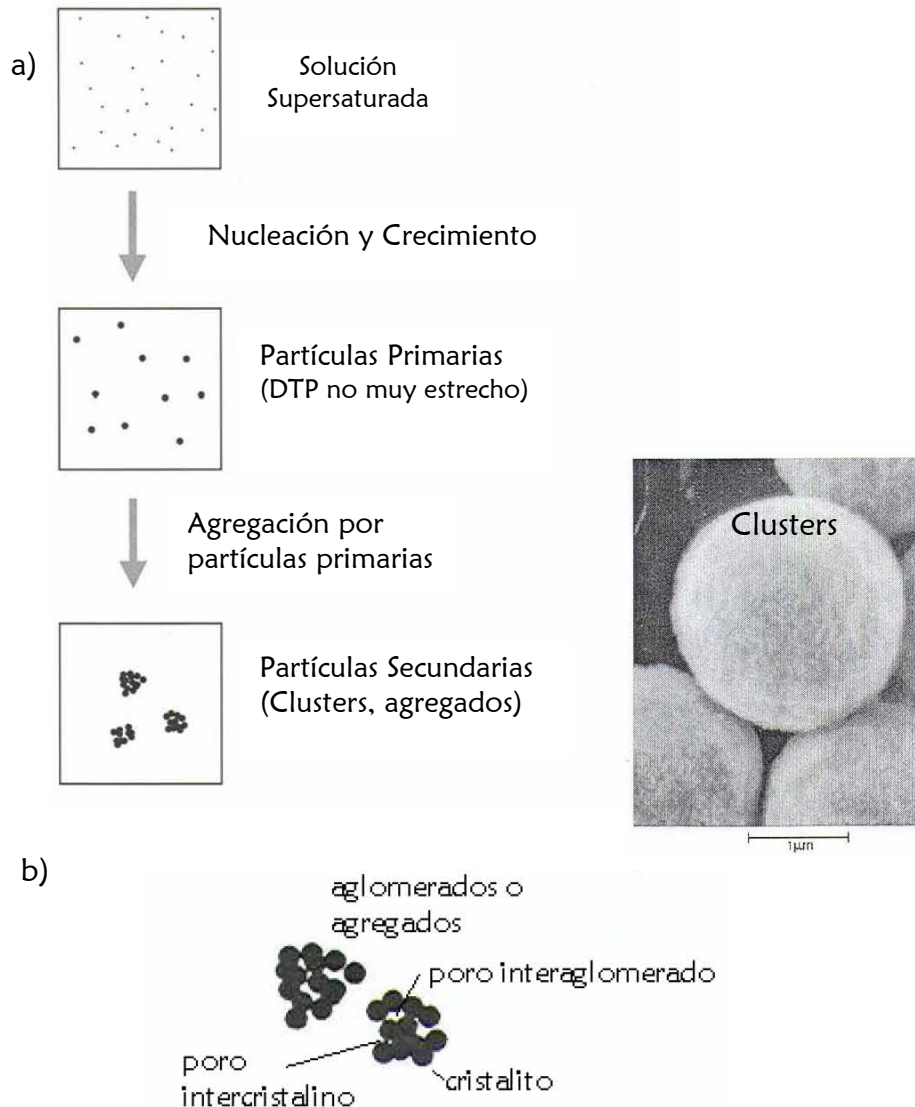 a)
Solución
Supersaturada
Nucleación y Crecimiento
Partículas Primarias
(DTP no muy estrecho)
Agregación por
partículas primarias
Partículas Secundarias
(Clusters, agregados)
Clusters
1µm
b)
aglomerados o
agregados
poro interaglomerado
poro
intercristalino
cristalito